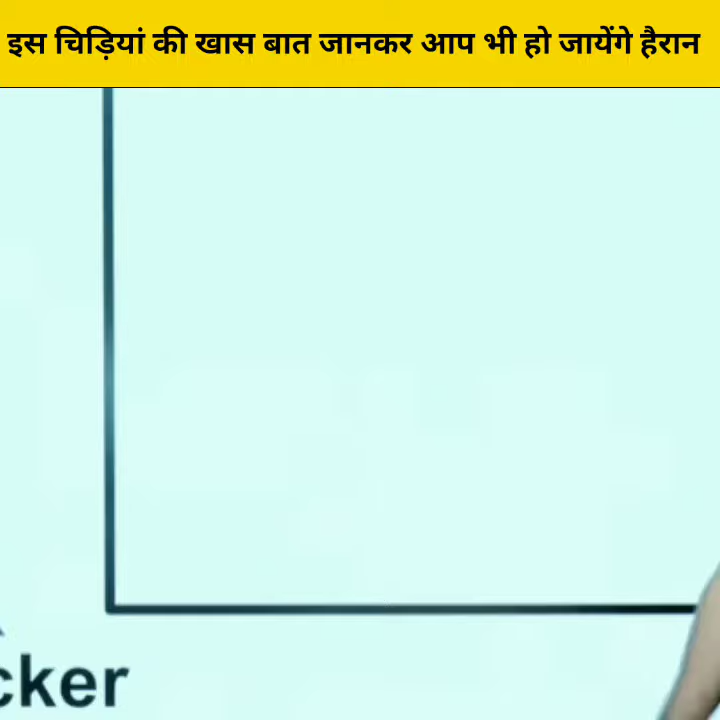 इस चिड़ियां की खास बात जानकर आप भी हो जायेंगे हैरान
cker